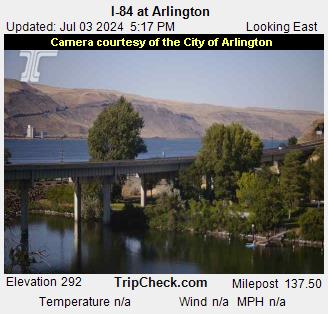 I-84 at Arlington
Updated: Jul 03 2024 5:17 PM Looking East
Camera courtesy of the City of Arlington
Elevation 292 TripCheck.com Milepost 137.50
Temperature n/a Wind n/a MPH n/a